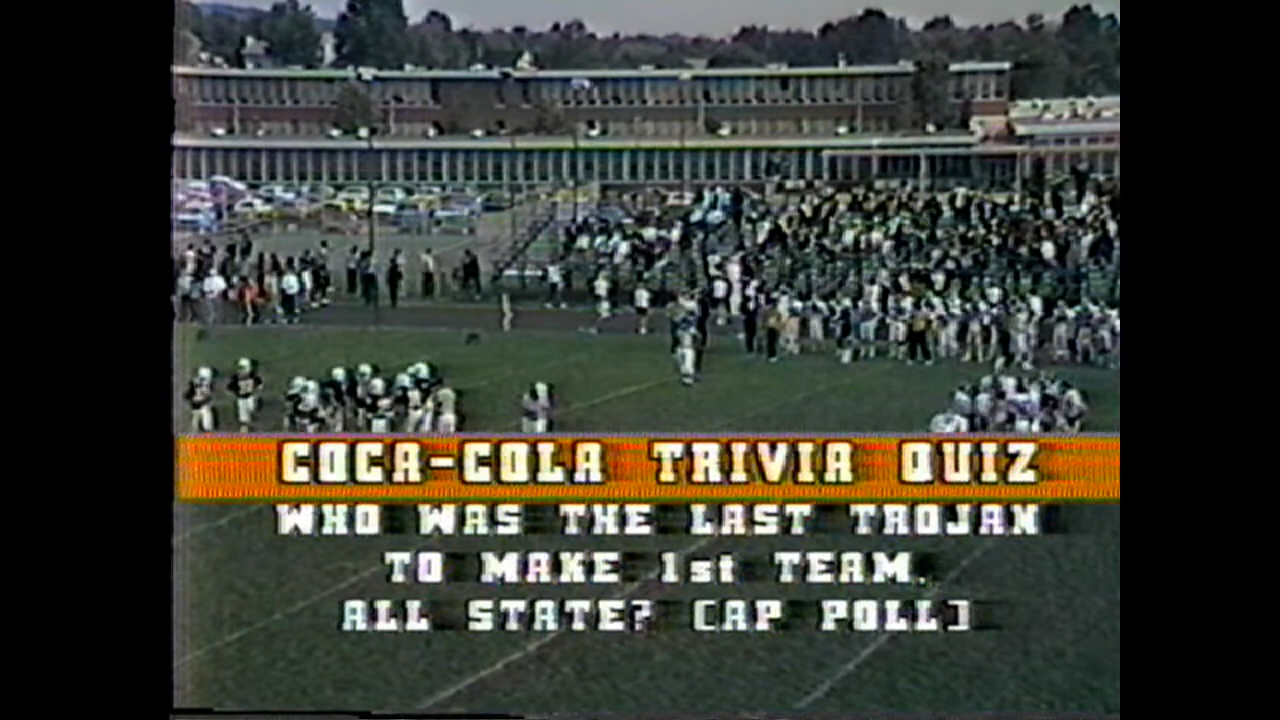 COCA-COLA TRIVIA QUIZ
WHO WAS THE LAST TROJAN
TO MAKE 1st TEAM,
ALL STATE? [AP POLL]